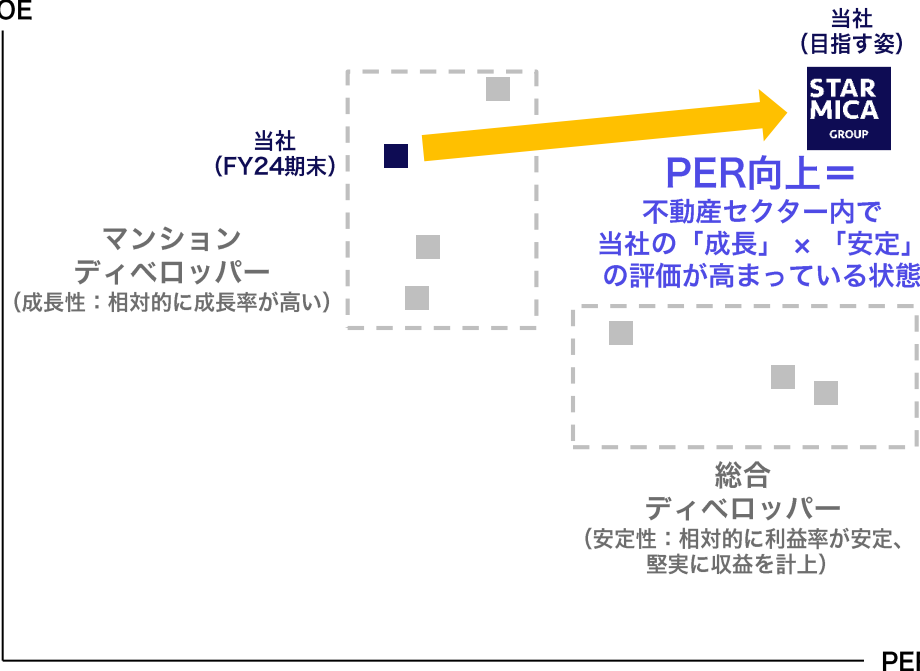 OE
当社
（目指す姿）
STAR
MICA
GROUP
当社
（FY24期末）
PER向上＝
不動産セクター内で
当社の「成長」×「安定」
の評価が高まっている状態
マンション
ディベロッパー
（成長性：相対的に成長率が高い）
総合
ディベロッパー
（安定性：相対的に利益率が安定、
堅実に収益を計上）
PE